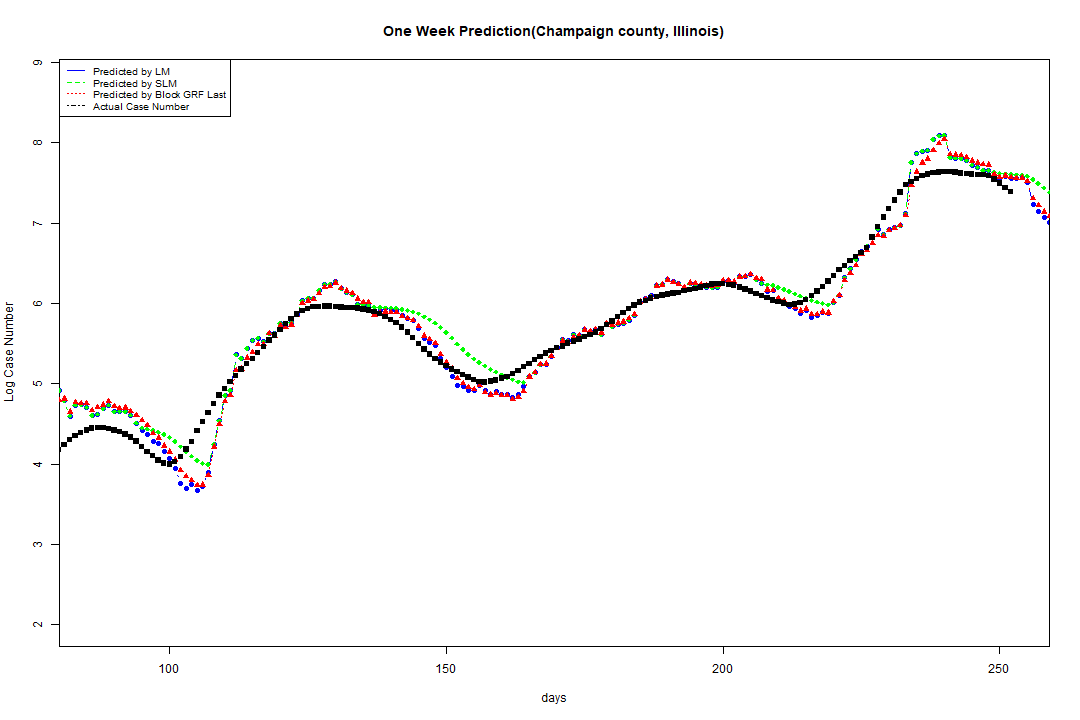 One Week Prediction(Champaign county, Illinois)
Predicted by LM
Predicted by SLM
Predicted by Block GRF Last
Actual Case Number
9
8
7
6
5
4
3
2
Log Case Number
100 150 200 250
days